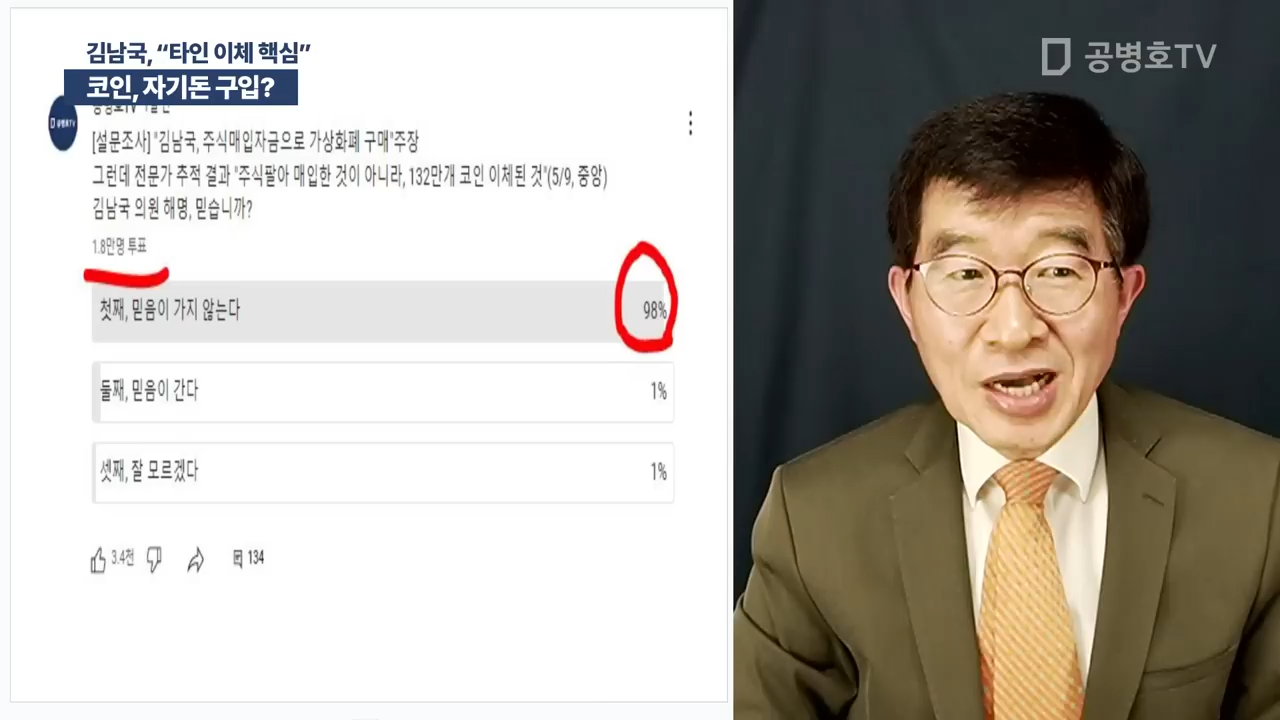 김남국, “타인 이체 핵심”
코인, 자기돈 구입?
공병호TV
공병호TV
[설문조사] "김남국, 주식매입자금으로 가상화폐 구매"주장
그런데 전문가 추적 결과 "주식팔아 매입한 것이 아니라, 132만개 코인 이체된 것"(5/9, 중앙)
김남국 의원 해명, 믿습니까?
1.8만명 투표
첫째, 믿음이 가지 않는다 98%
둘째, 믿음이 간다 1%
셋째, 잘 모르겠다 1%
3.4천 134